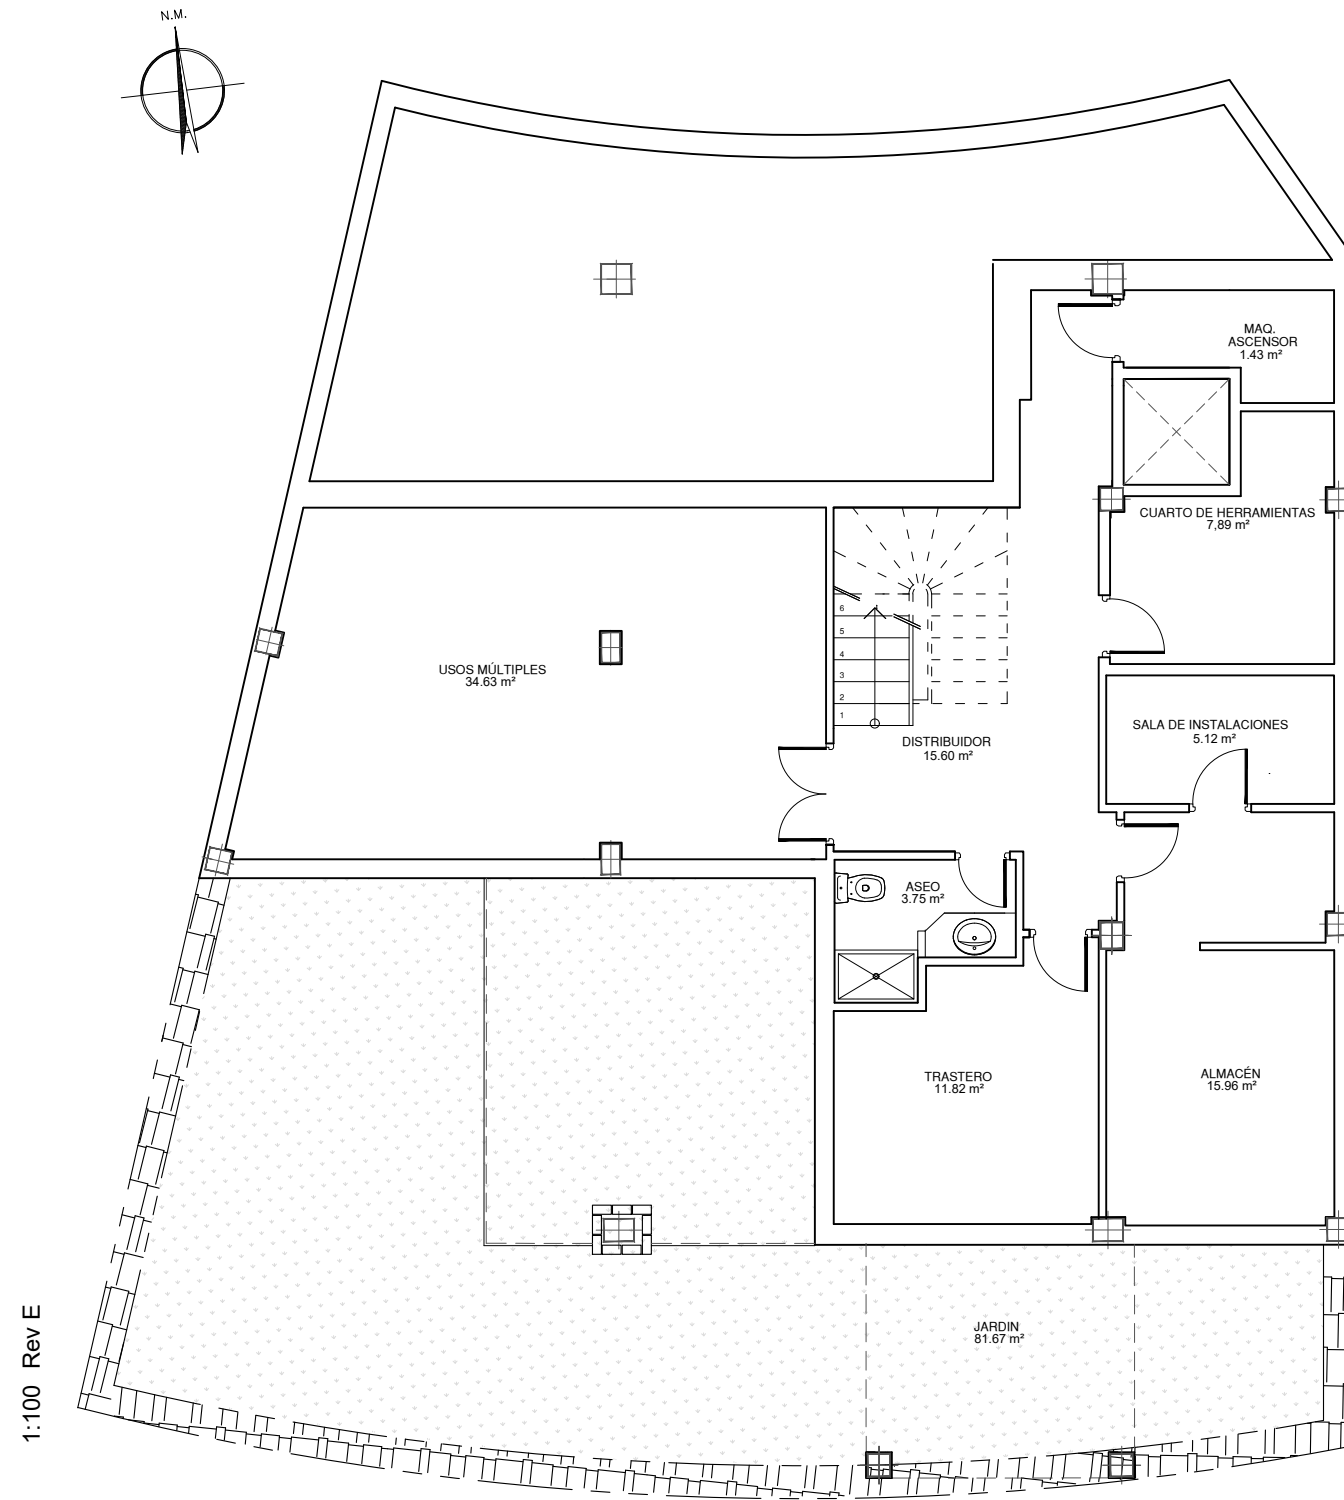 N.M.
MAQ.
ASCENSOR
1.43 m²
CUARTO DE HERRAMIENTAS
7,89 m²
6
5
4
3
2
1
USOS MÚLTIPLES
34.63 m²
SALA DE INSTALACIONES
5.12 m²
DISTRIBUIDOR
15.60 m²
ASEO
3.75 m²
TRASTERO
11.82 m²
ALMACÉN
15.96 m²
JARDIN
81.67 m²
1:100 Rev E